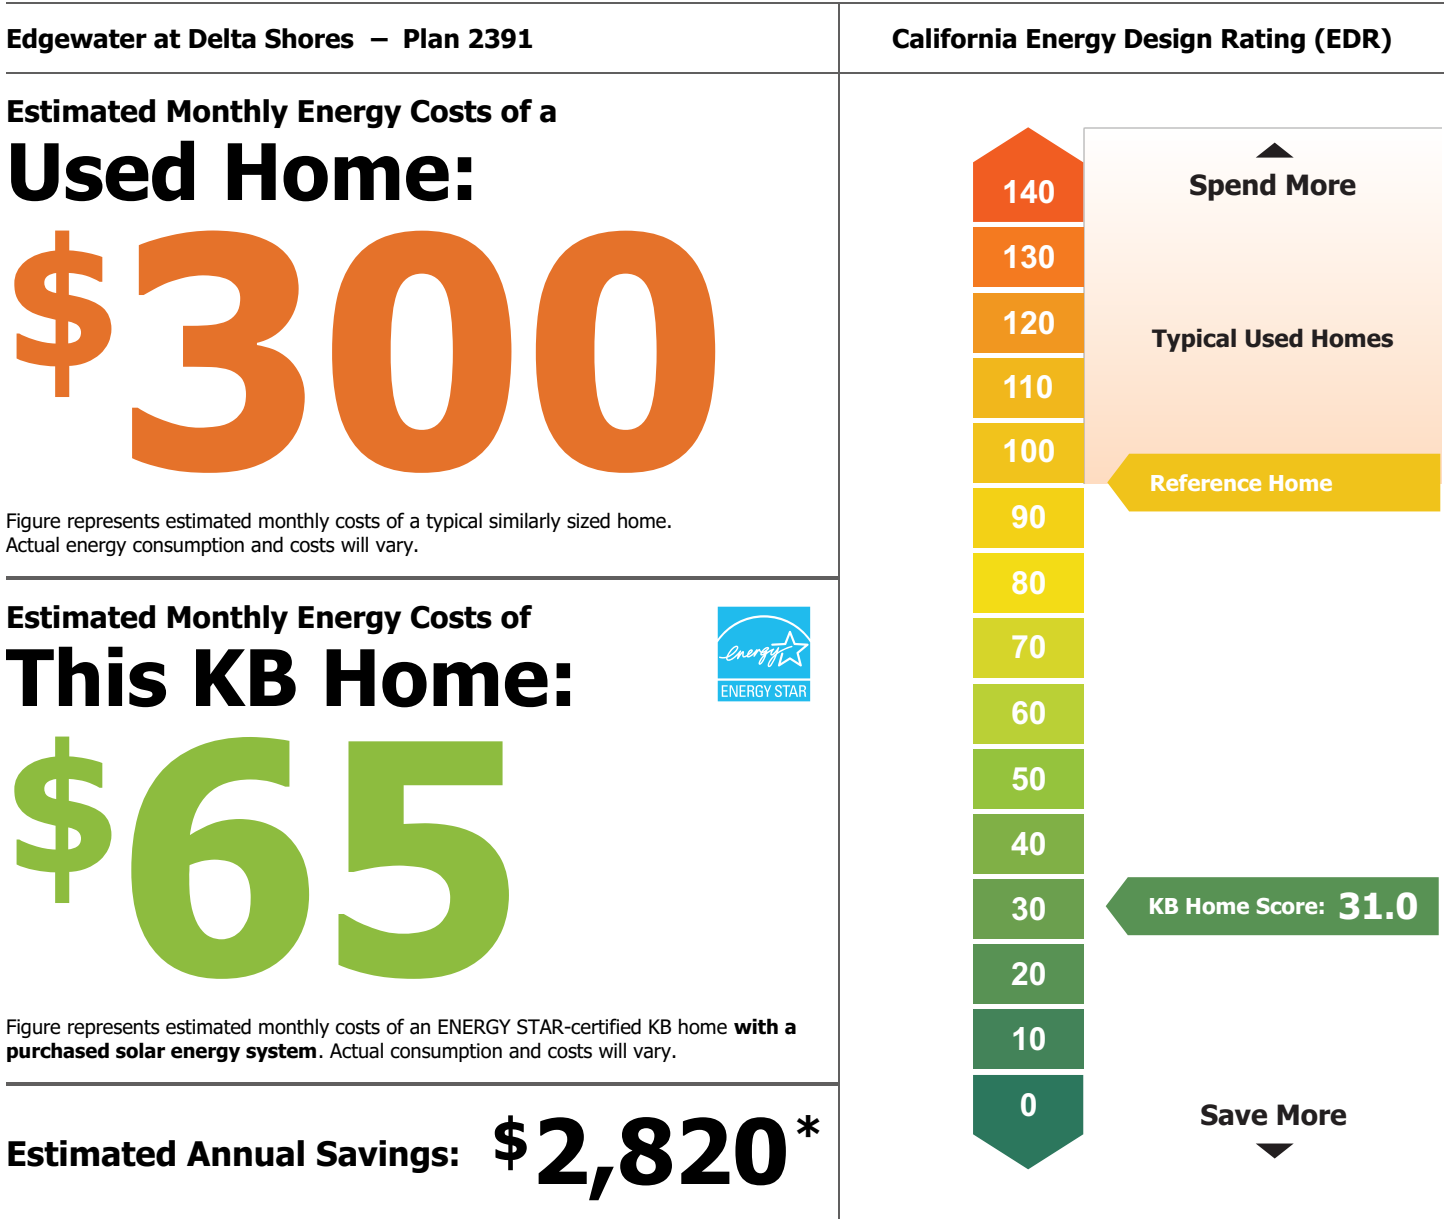 Edgewater at Delta Shores – Plan 2391
Estimated Monthly Energy Costs of a
Used Home:
$300
Figure represents estimated monthly costs of a typical similarly sized home.
Actual energy consumption and costs will vary.
Estimated Monthly Energy Costs of
This KB Home:
energy
ENERGY STAR
$65
Figure represents estimated monthly costs of an ENERGY STAR-certified KB home with a
purchased solar energy system. Actual consumption and costs will vary.
Estimated Annual Savings: $2,820*
California Energy Design Rating (EDR)
140
130
120
110
100
90
80
70
60
50
40
30
20
10
0
Spend More
Typical Used Homes
Reference Home
KB Home Score: 31.0
Save More